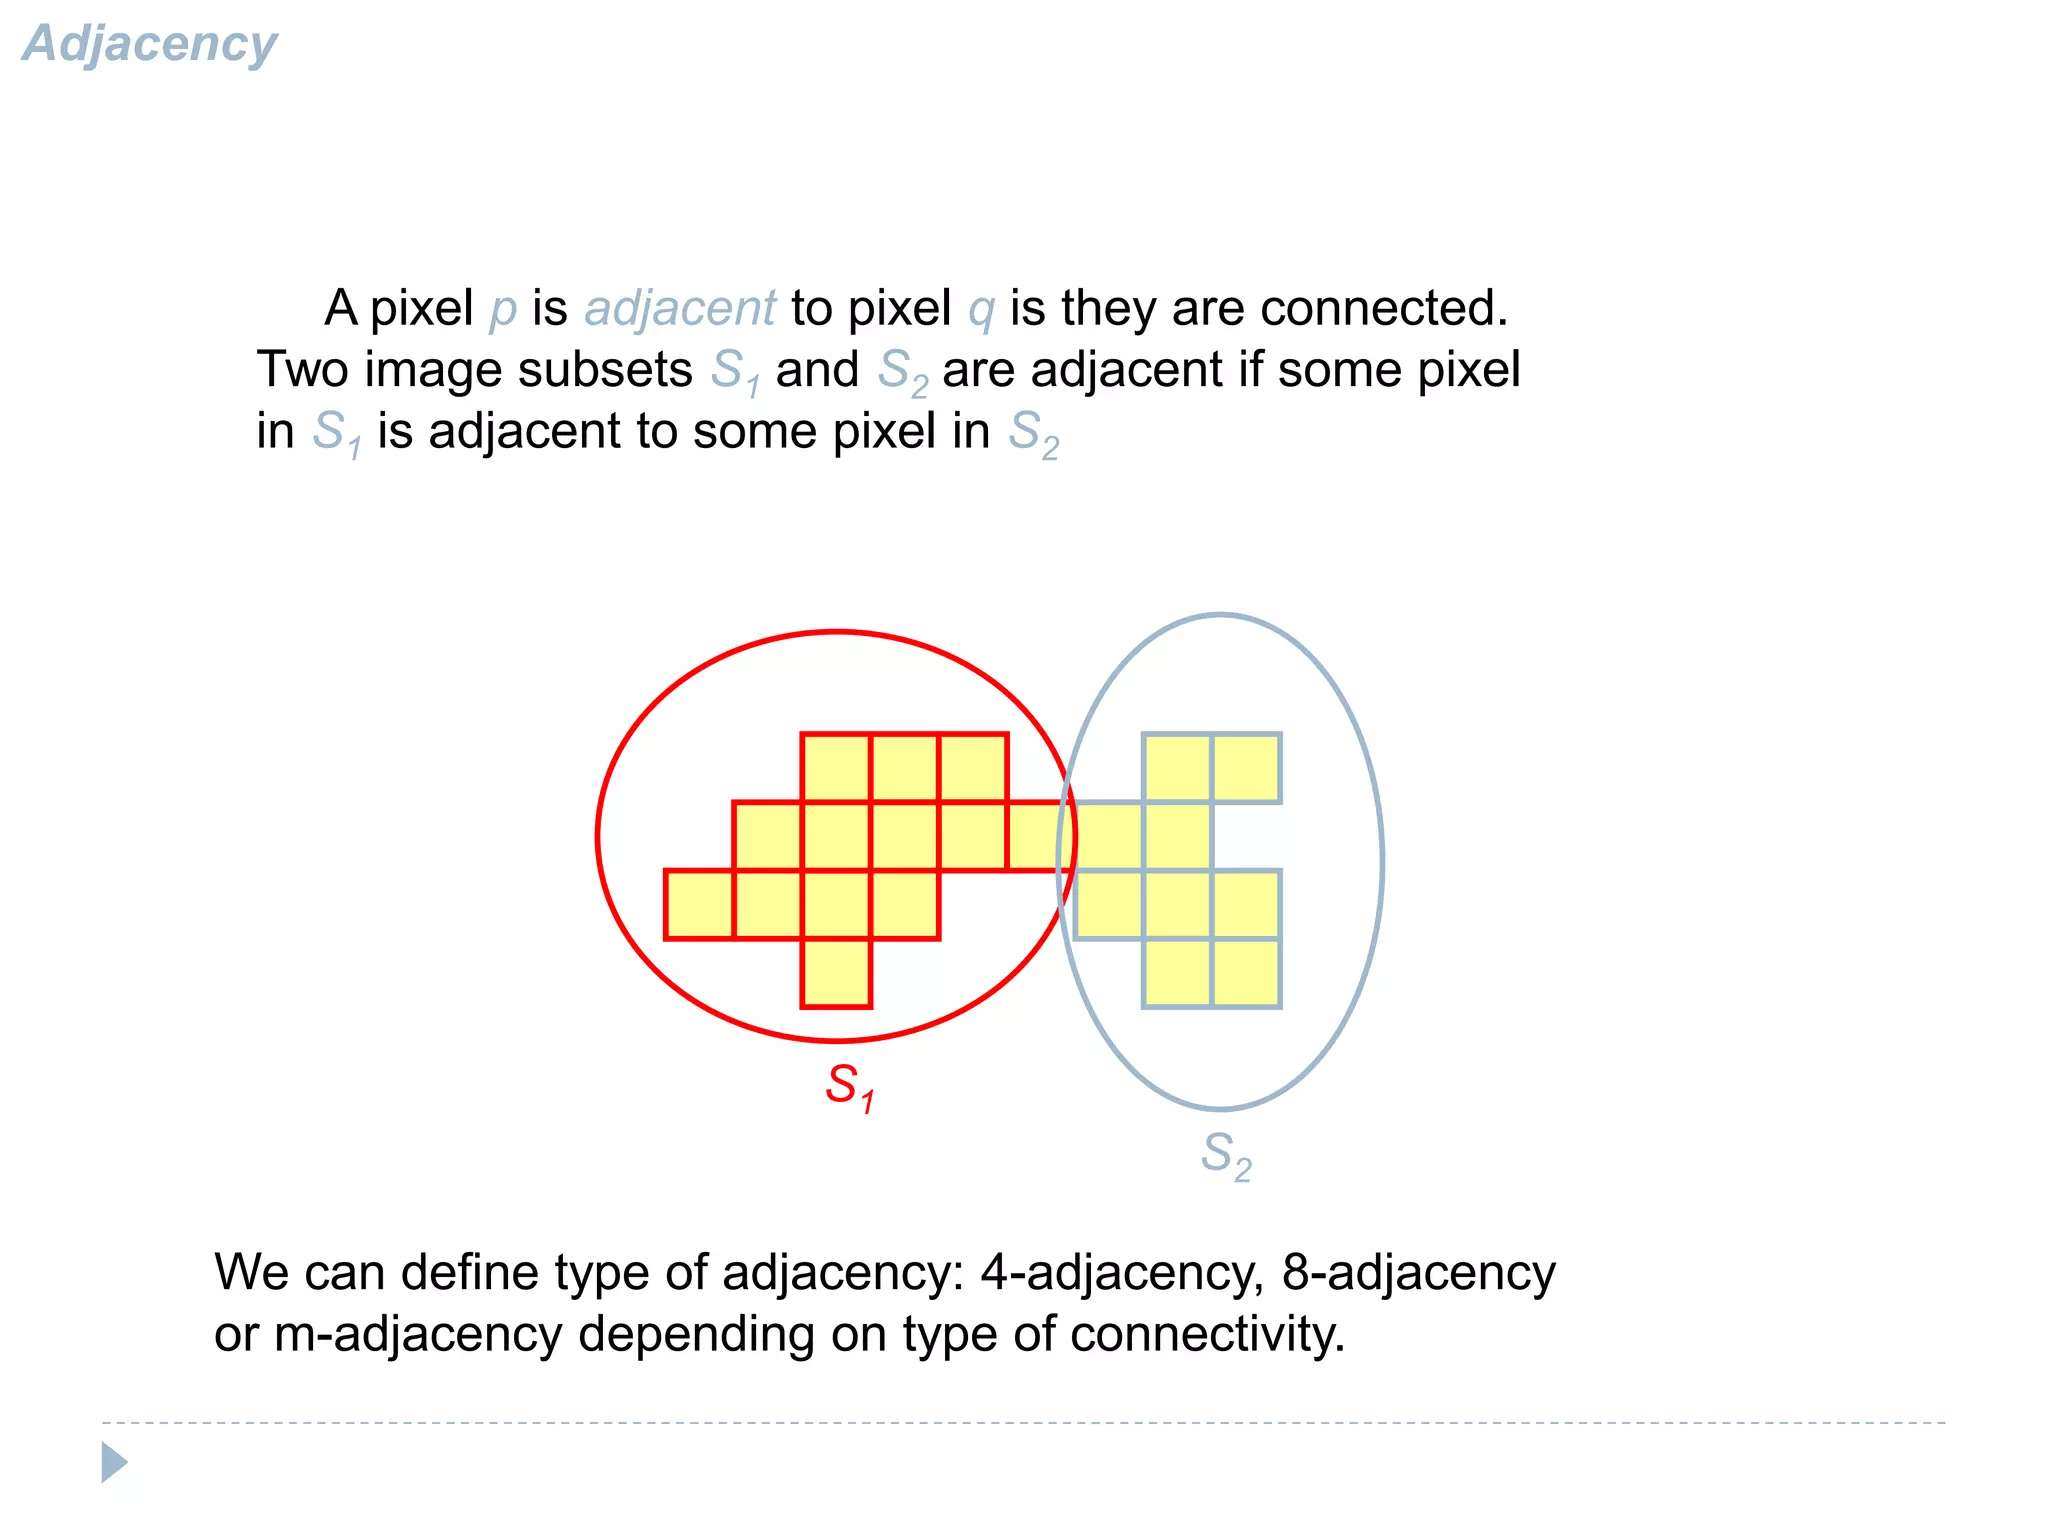 Adjacency
A pixel p is adjacent to pixel q is they are connected.
Two image subsets S1 and S2 are adjacent if some pixel
in S1 is adjacent to some pixel in S2
S1
S2
We can define type of adjacency: 4-adjacency, 8-adjacency
or m-adjacency depending on type of connectivity.